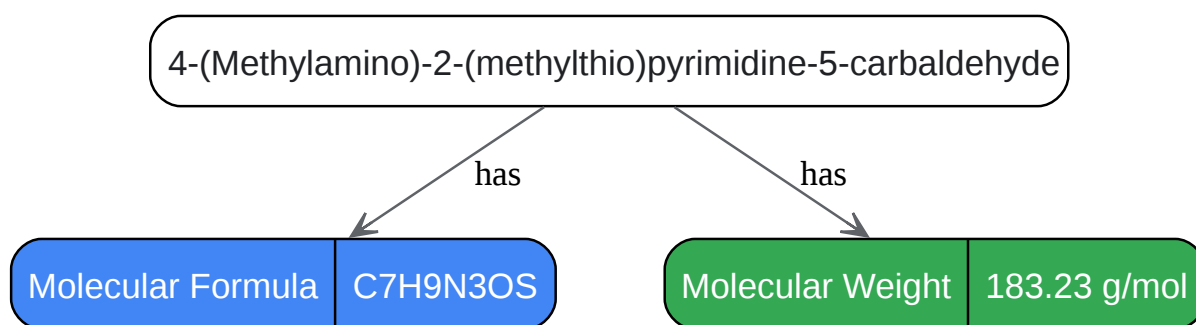 4-(Methylamino)-2-(methylthio)pyrimidine-5-carbaldehyde
has
has
Molecular Formula
C7H9N3OS
Molecular Weight
183.23 g/mol